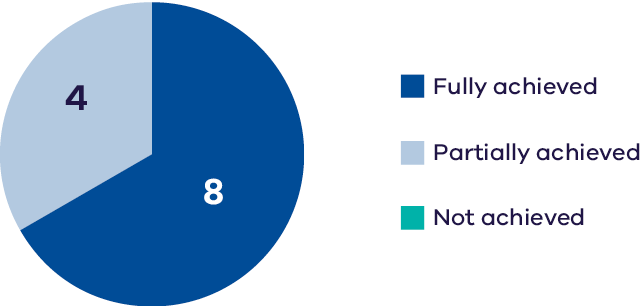 4
8
Fully achieved
Partially achieved
Not achieved